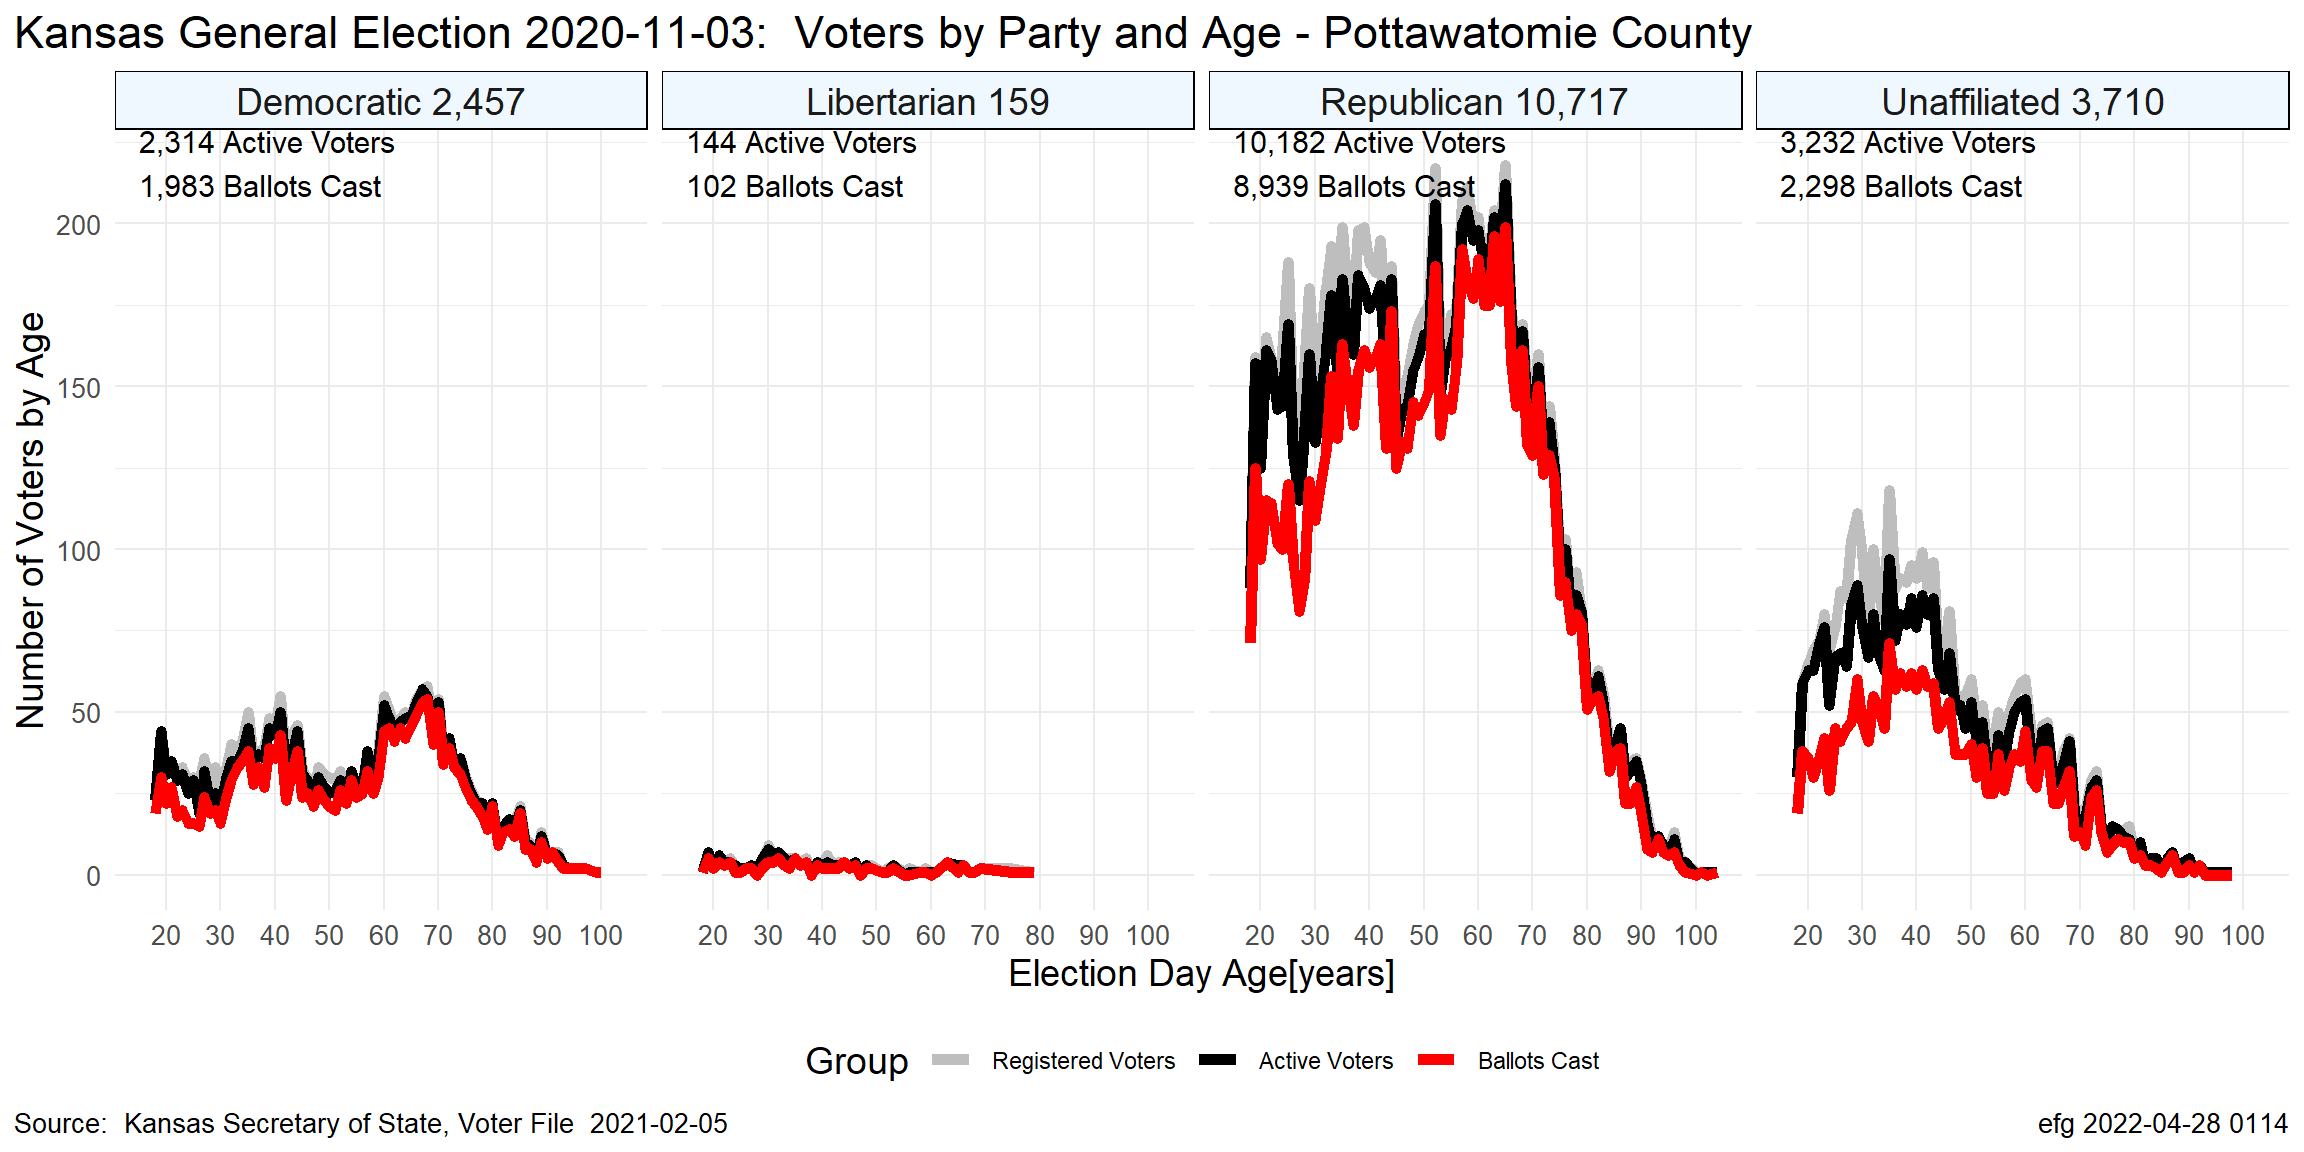 Kansas General Election 2020-11-03:  Voters by Party and Age - Pottawatomie County
Democratic 2,457
Libertarian 159
Republican 10,717
Unaffiliated 3,710
2,314 Active Voters
1,983 Ballots Cast
144 Active Voters
102 Ballots Cast
10,182 Active Voters
8,939 Ballots Cast
3,232 Active Voters
2,298 Ballots Cast
Number of Voters by Age
200
150
100
50
0
20 30 40 50 60 70 80 90 100
20 30 40 50 60 70 80 90 100
20 30 40 50 60 70 80 90 100
20 30 40 50 60 70 80 90 100
Election Day Age[years]
Group Registered Voters Active Voters Ballots Cast
Source:  Kansas Secretary of State, Voter File  2021-02-05
efg 2022-04-28 0114